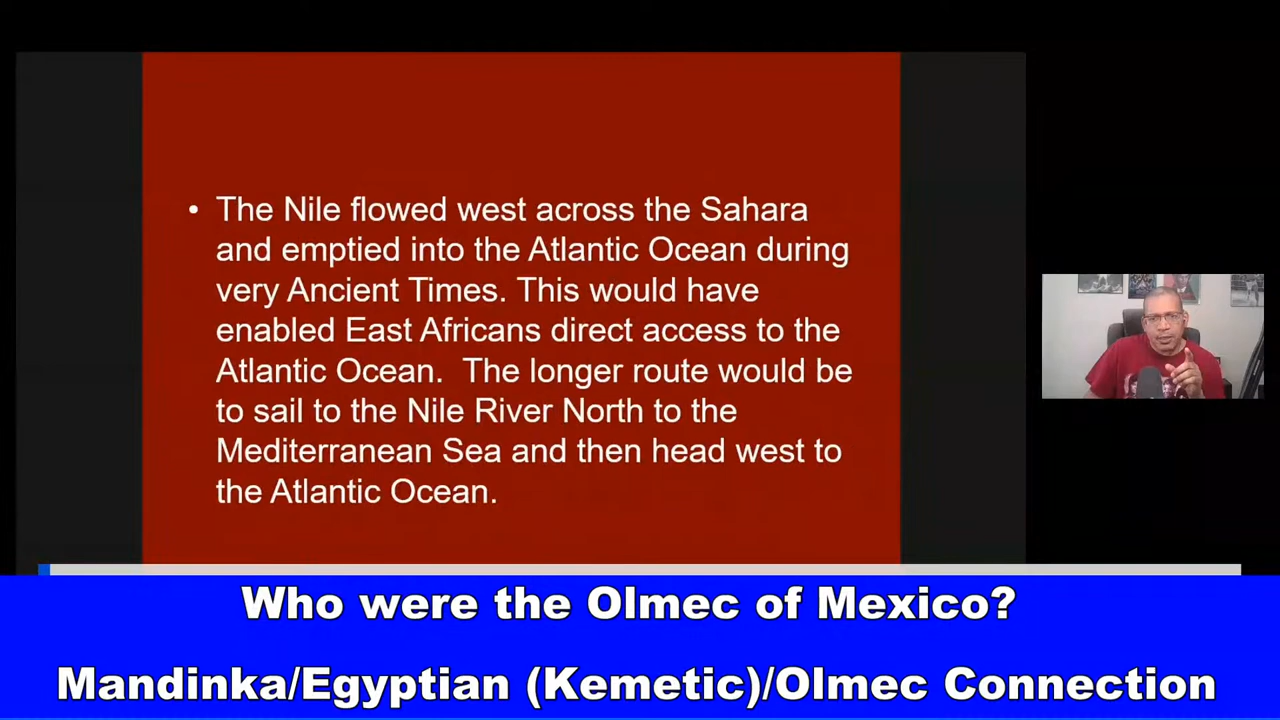 • The Nile flowed west across the Sahara
and emptied into the Atlantic Ocean during
very Ancient Times. This would have
enabled East Africans direct access to the
Atlantic Ocean.  The longer route would be
to sail to the Nile River North to the
Mediterranean Sea and then head west to
the Atlantic Ocean.
Who were the Olmec of Mexico?
Mandinka/Egyptian (Kemetic)/Olmec Connection